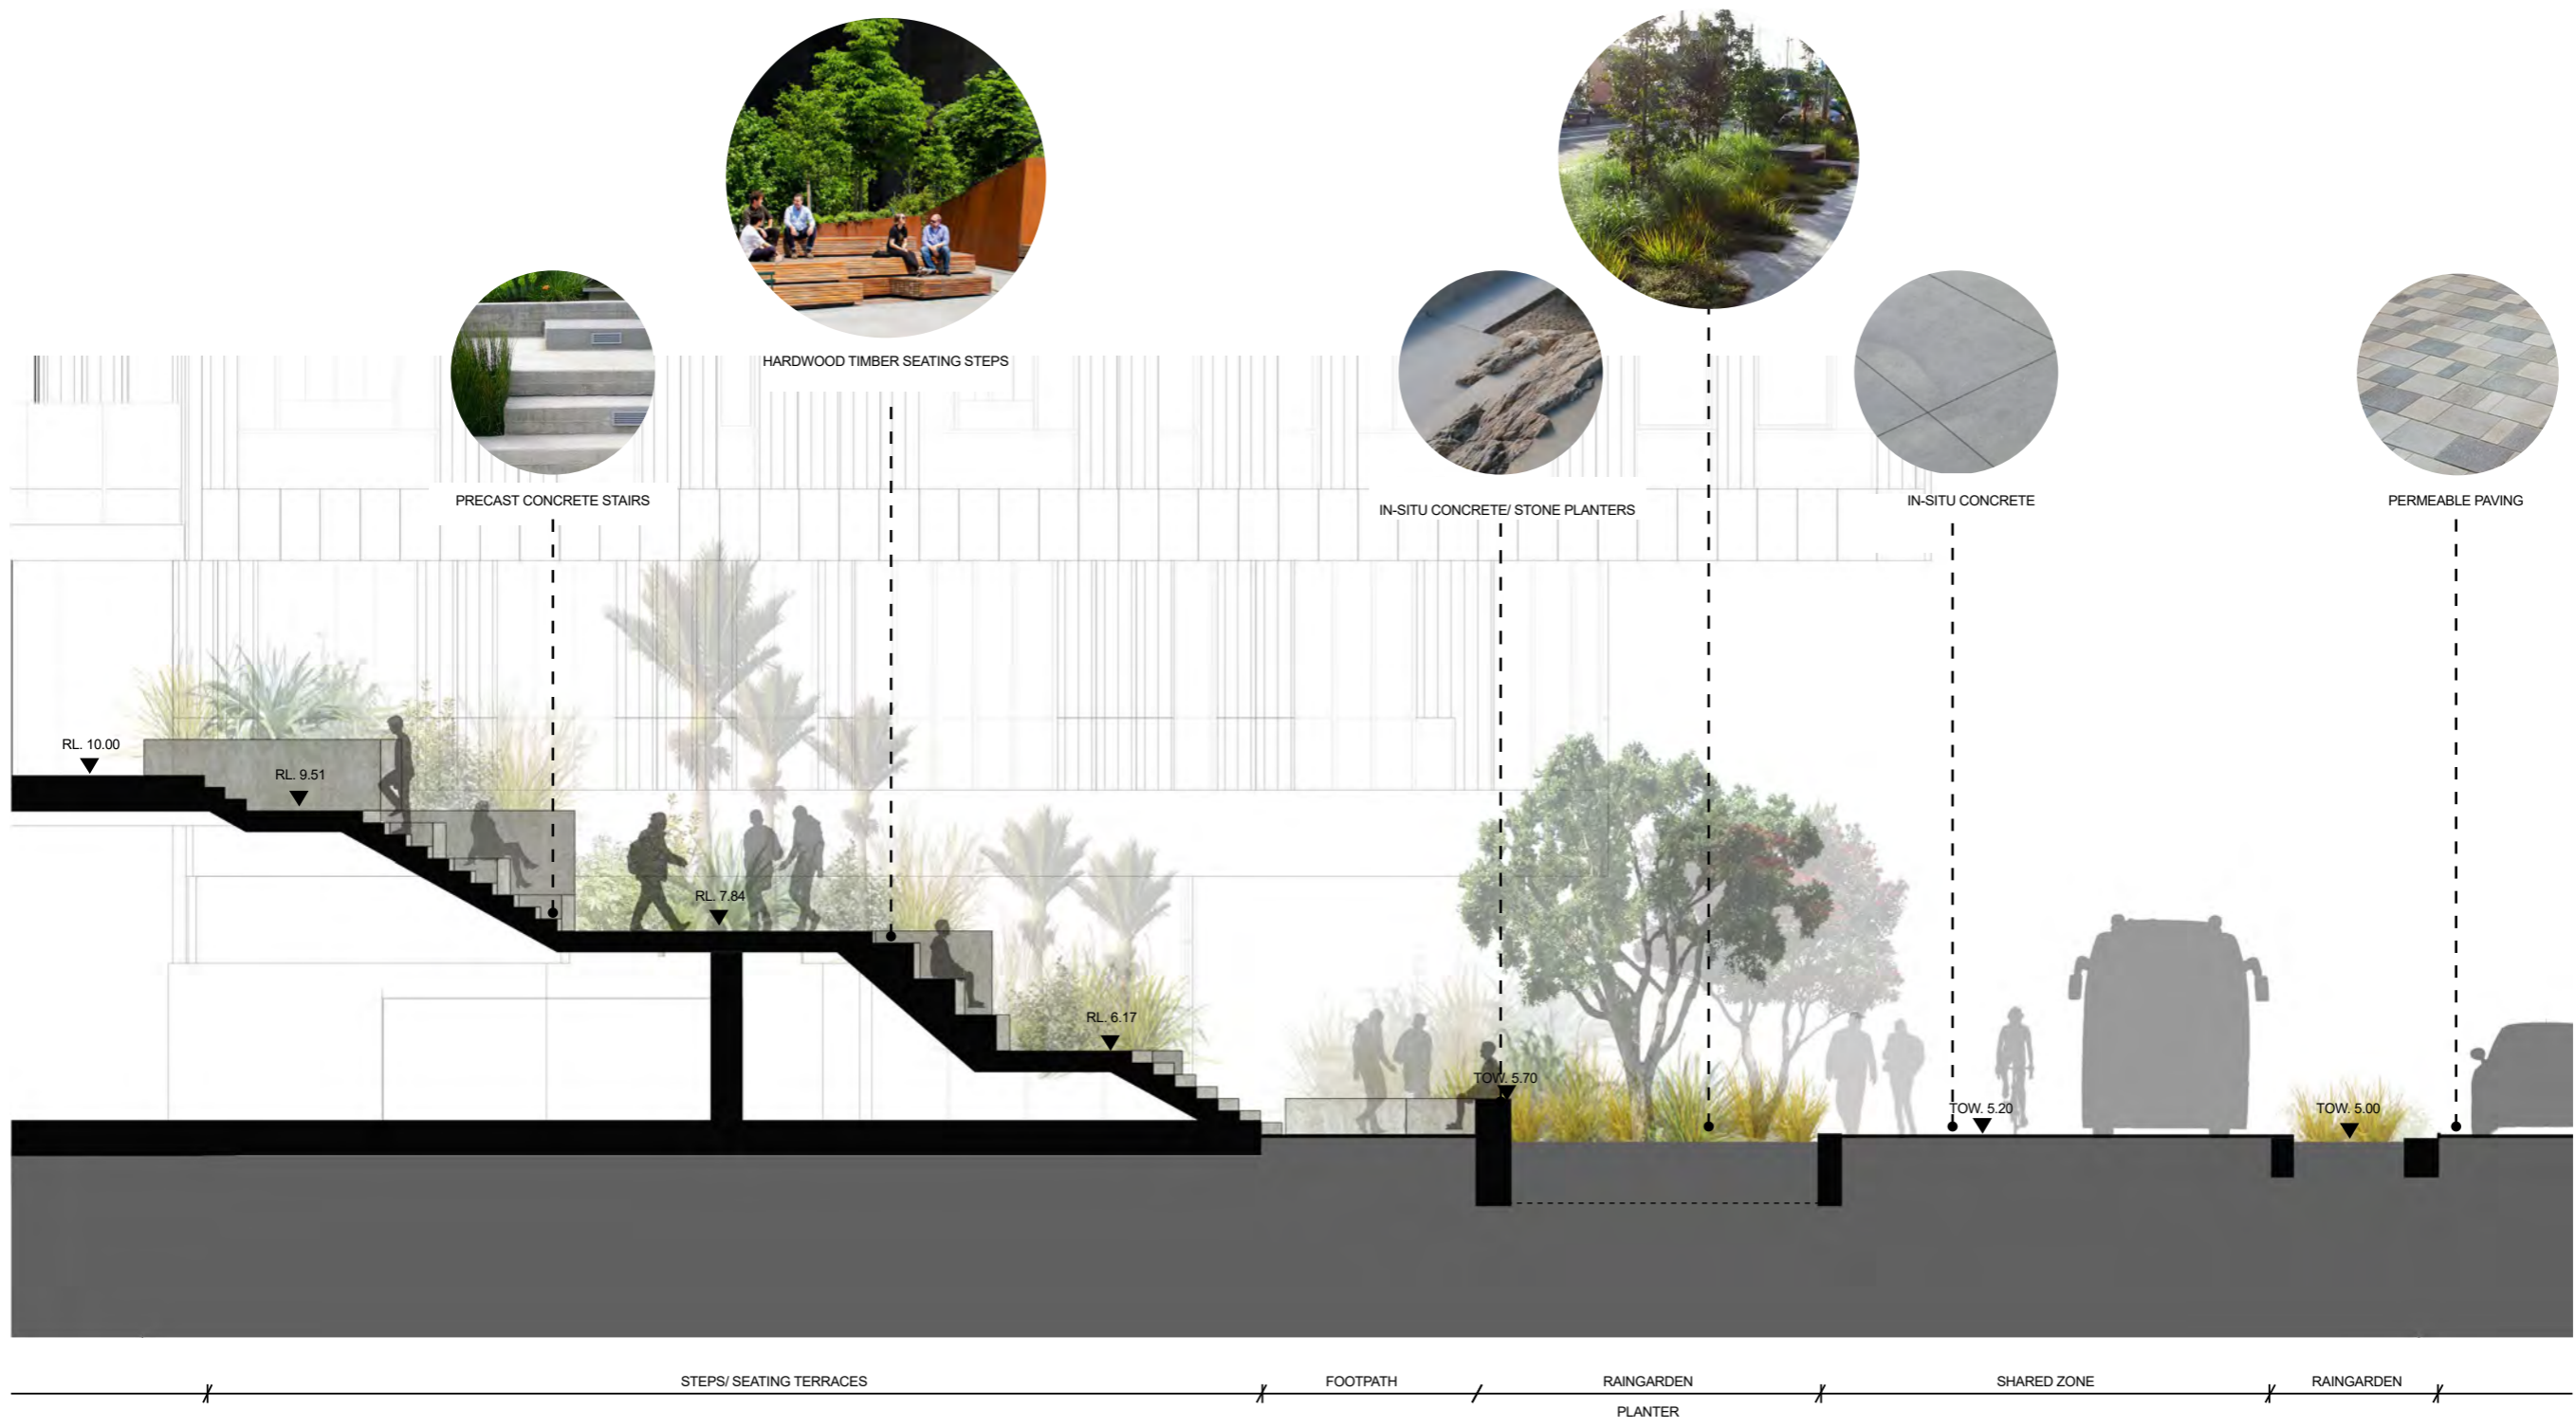 HARDWOOD TIMBER SEATING STEPS
PRECAST CONCRETE STAIRS
IN-SITU CONCRETE/ STONE PLANTERS
IN-SITU CONCRETE
PERMEABLE PAVING
RL. 10.00
RL. 9.51
RL. 7.84
RL. 6.17
TOW. 5.70
TOW. 5.20
TOW. 5.00
STEPS/ SEATING TERRACES
FOOTPATH
RAINGARDEN
PLANTER
SHARED ZONE
RAINGARDEN